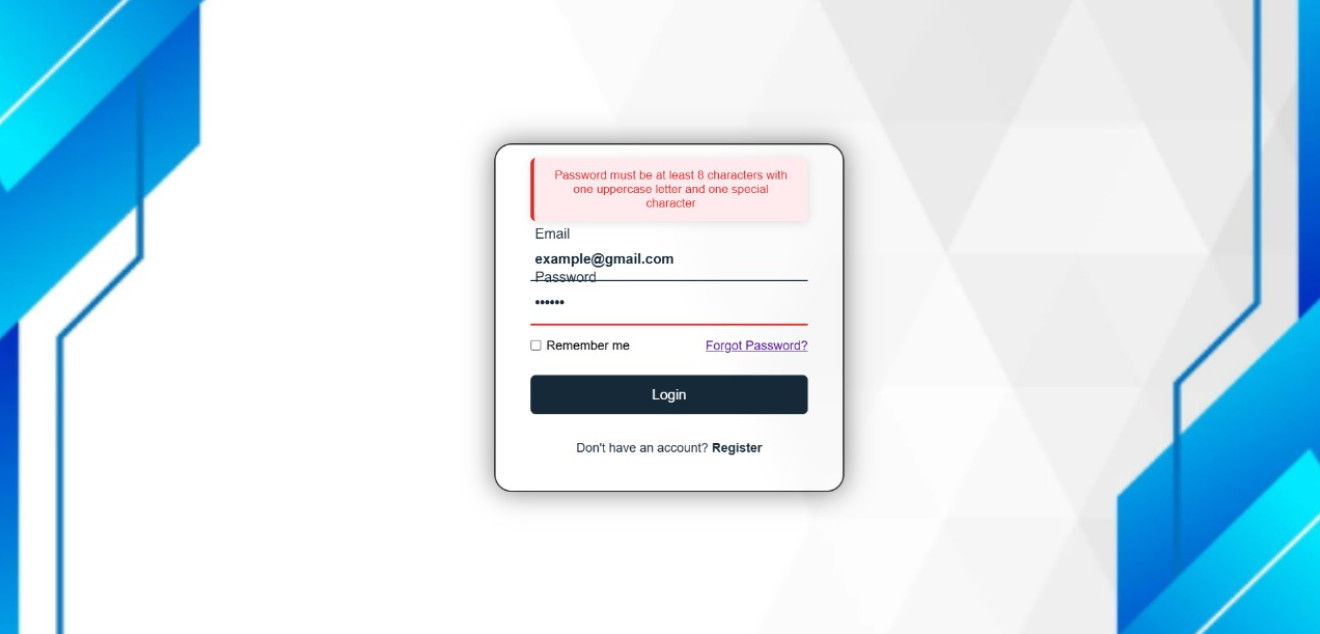 Password must be at least 8 characters with
one uppercase letter and one special
character
Email
example@gmail.com
Password
••••••
Remember me
Forgot Password?
Login
Don't have an account? Register